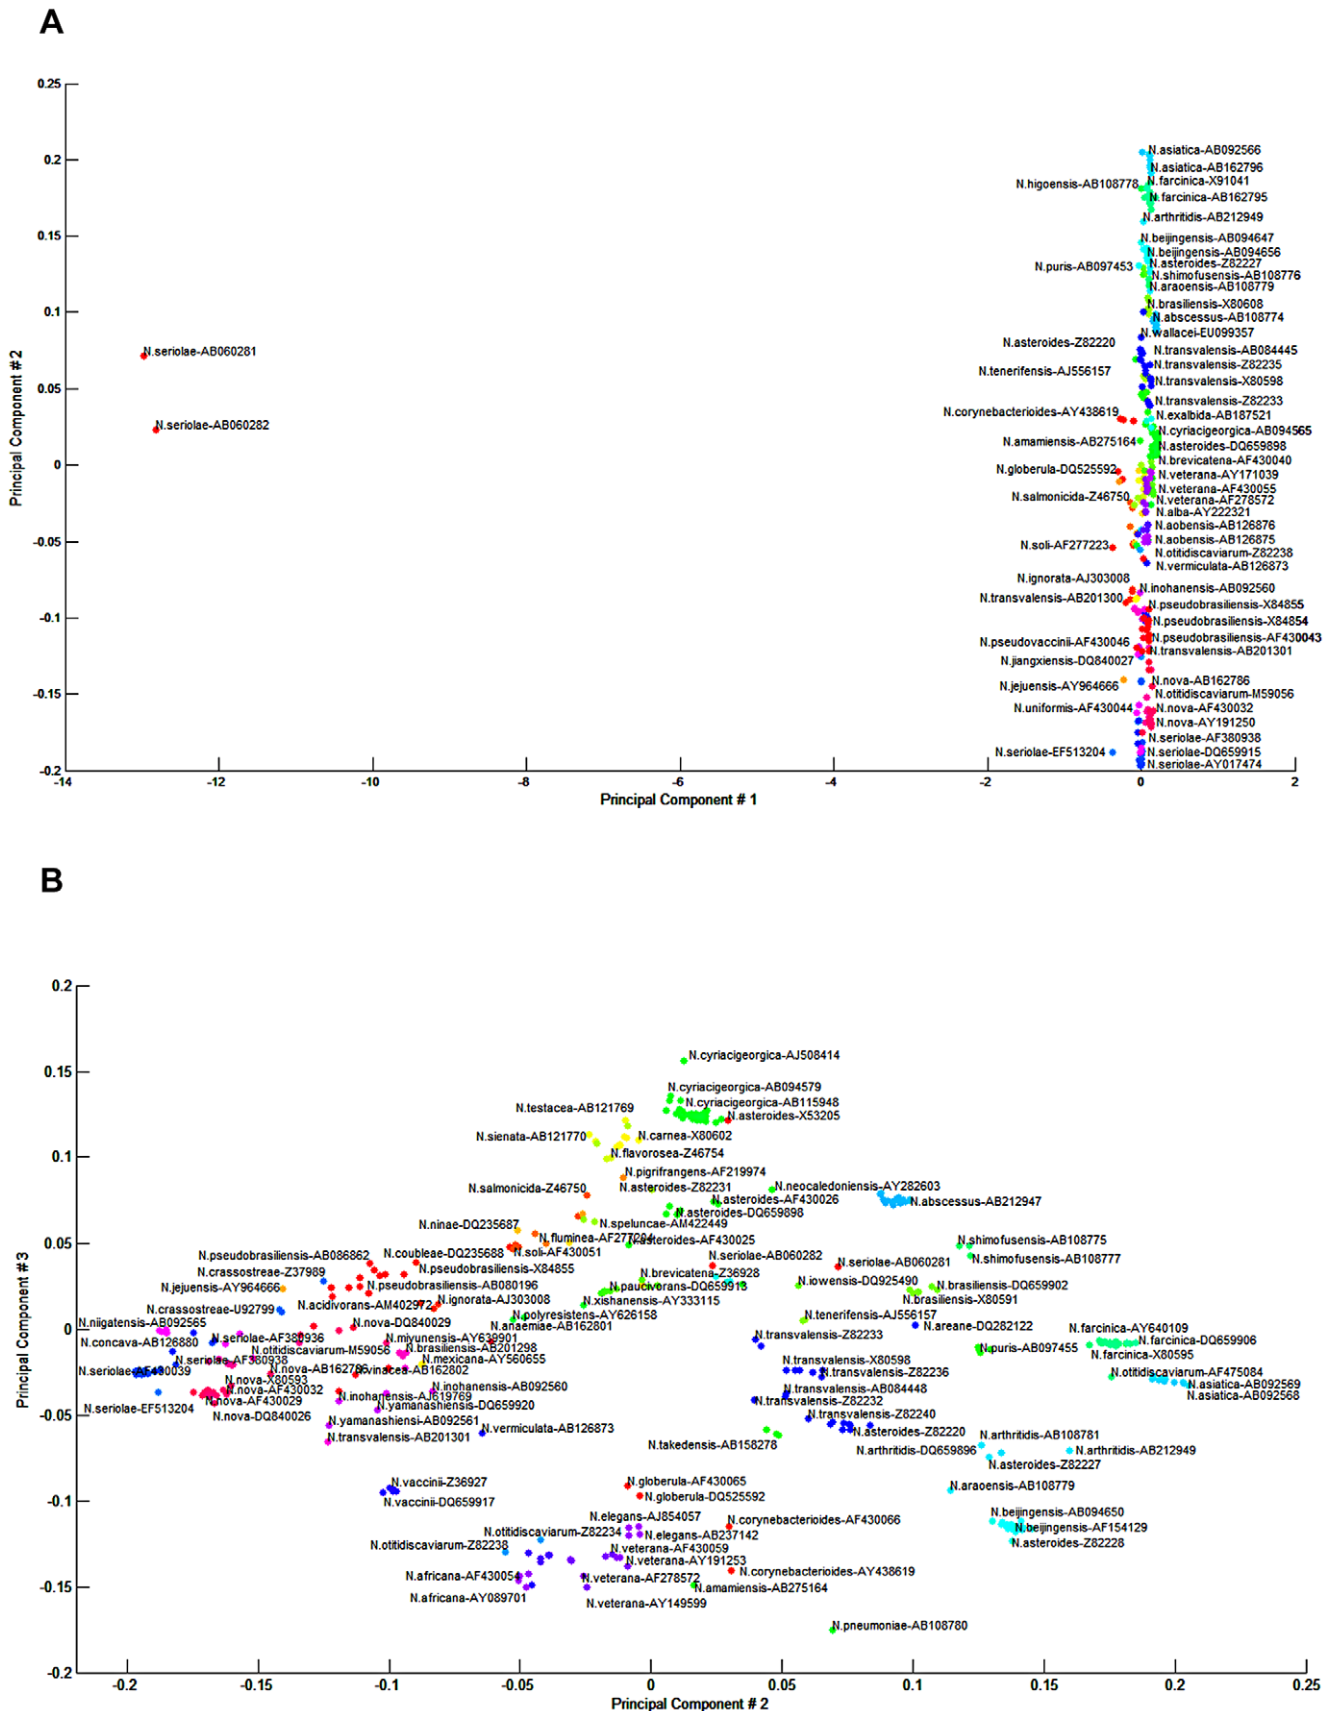 A
0.25
0.2
0.15
0.1
0.05
0
-0.05
-0.1
-0.15
-0.2
Principal Component # 2
N.seriolae-AB060281
N.seriolae-AB060282
N.asiatica-AB092566
N.asiatica-AB162796
N.farcinica-X91041
N.higoensis-AB108778
N.farcinica-AB162795
N.arthritidis-AB212949
N.beijingensis-AB094647
N.beijingensis-AB094656
N.asteroides-Z82227
N.puris-AB097453
N.shimofusensis-AB108776
N.araoensis-AB108779
N.brasiliensis-X80608
N.abscessus-AB108774
N.wallacei-EU099357
N.asteroides-Z82220
N.transvalensis-AB084445
N.transvalensis-Z82235
N.tenerifensis-AJ556157
N.transvalensis-X80598
N.transvalensis-Z82233
N.corynebacterioides-AY438619
N.exalbida-AB187521
N.cyriacigeorgica-AB094565
N.amamiensis-AB275164
N.asteroides-DQ659898
N.brevicatena-AF430040
N.globerula-DQ525592
N.veterana-AY171039
N.veterana-AF430055
N.salmonicida-Z46750
N.veterana-AF278572
N.alba-AY222321
N.aobensis-AB126876
N.aobensis-AB126875
N.soli-AF277223
N.otitidiscaviarum-Z82238
N.vermiculata-AB126873
N.ignorata-AJ303008
N.inohanensis-AB092560
N.transvalensis-AB201300
N.pseudobrasiliensis-X84855
N.pseudobrasiliensis-X84854
N.pseudovaccinii-AF430046
N.pseudobrasiliensis-AF430043
N.transvalensis-AB201301
N.jiangxiensis-DQ840027
N.jejuensis-AY964666
N.nova-AB162786
N.otitidiscaviarum-M59056
N.uniformis-AF430044
N.nova-AF430032
N.nova-AY191250
N.seriolae-AF380938
N.seriolae-EF513204
N.seriolae-DQ659915
N.seriolae-AY017474
-14 -12 -10 -8 -6 -4 -2 0 2
Principal Component # 1
B
0.2
0.15
0.1
0.05
0
-0.05
-0.1
-0.15
-0.2
Principal Component # 3
N.cyriacigeorgica-AJ508414
N.cyriacigeorgica-AB094579
N.cyriacigeorgica-AB115948
N.testacea-AB121769
N.asteroides-X53205
N.sienata-AB121770
N.carnea-X80602
N.flavorosea-Z46754
N.pigrifrangens-AF219974
N.salmonicida-Z46750
N.asteroides-Z82231
N.neocaledoniensis-AY282603
N.asteroides-AF430026
N.abscessus-AB212947
N.asteroides-DQ659898
N.ninae-DQ235687
N.speluncae-AM422449
N.fluminea-AF277204
N.asteroides-AF430025
N.shimofusensis-AB108775
N.pseudobrasiliensis-AB086862
N.coubleae-DQ235688
N.soli-AF430051
N.seriolae-AB060282
N.shimofusensis-AB108777
N.seriolae-AB060281
N.crassostreae-Z37989
N.pseudobrasiliensis-X84855
N.brevicatena-Z36928
N.iowensis-DQ925490
N.jejuensis-AY964666
N.pseudobrasiliensis-AB080196
N.pauciverans-DQ659913
N.brasiliensis-DQ659902
N.brasiliensis-X80591
N.crassostreae-U92799
N.acidivorans-AM402972
N.ignorata-AJ303008
N.xishanensis-AY333115
N.polyresistens-AY626158
N.tenerifensis-AJ556157
N.niigatensis-AB092565
N.nova-DQ840029
N.anaemiae-AB162801
N.areane-DQ282122
N.farcinica-AY640109
N.concava-AB126880
N.seriolae-AF380936
N.miyunensis-AY639901
N.transvalensis-Z82233
N.farcinica-DQ659906
N.otitidiscaviarum-M59056
N.brasiliensis-AB201298
N.puris-AB097455
N.farcinica-X80595
N.seriolae-AF380938
N.mexicana-AY560655
N.transvalensis-X80598
N.seriolae-AF430039
N.nova-AB162786
N.vinacea-AB162802
N.transvalensis-Z82236
N.otitidiscaviarum-AF475084
N.nova-X80593
N.inohanensis-AB092560
N.transvalensis-AB084448
N.asiatica-AB092569
N.nova-AF430032
N.inohanensis-AJ619769
N.transvalensis-Z82232
N.asiatica-AB092568
N.seriolae-EF513204
N.nova-AF430029
N.yamanashiensis-DQ659920
N.nova-DQ840026
N.yamanashiensi-AB092561
N.transvalensis-Z82240
N.transvalensis-AB201301
N.vermiculata-AB126873
N.asteroides-Z82220
N.arthritidis-AB108781
N.takedensis-AB158278
N.arthritidis-DQ659896
N.arthritidis-AB212949
N.asteroides-Z82227
N.vaccinii-Z36927
N.globerula-AF430065
N.araoensis-AB108779
N.vaccinii-DQ659917
N.globerula-DQ525592
N.elegans-AJ854057
N.corynebacterioides-AF430066
N.beijingensis-AB094650
N.otitidiscaviarum-Z82234
N.elegans-AB237142
N.beijingensis-AF154129
N.otitidiscaviarum-Z82238
N.veterana-AF430059
N.asteroides-Z82228
N.veterana-AY191253
N.africana-AF430054
N.veterana-AF278572
N.corynebacterioides-AY438619
N.africana-AY089701
N.amamiensis-AB275164
N.veterana-AY149599
N.pneumoniae-AB108780
-0.2 -0.15 -0.1 -0.05 0 0.05 0.1 0.15 0.2 0.25
Principal Component # 2